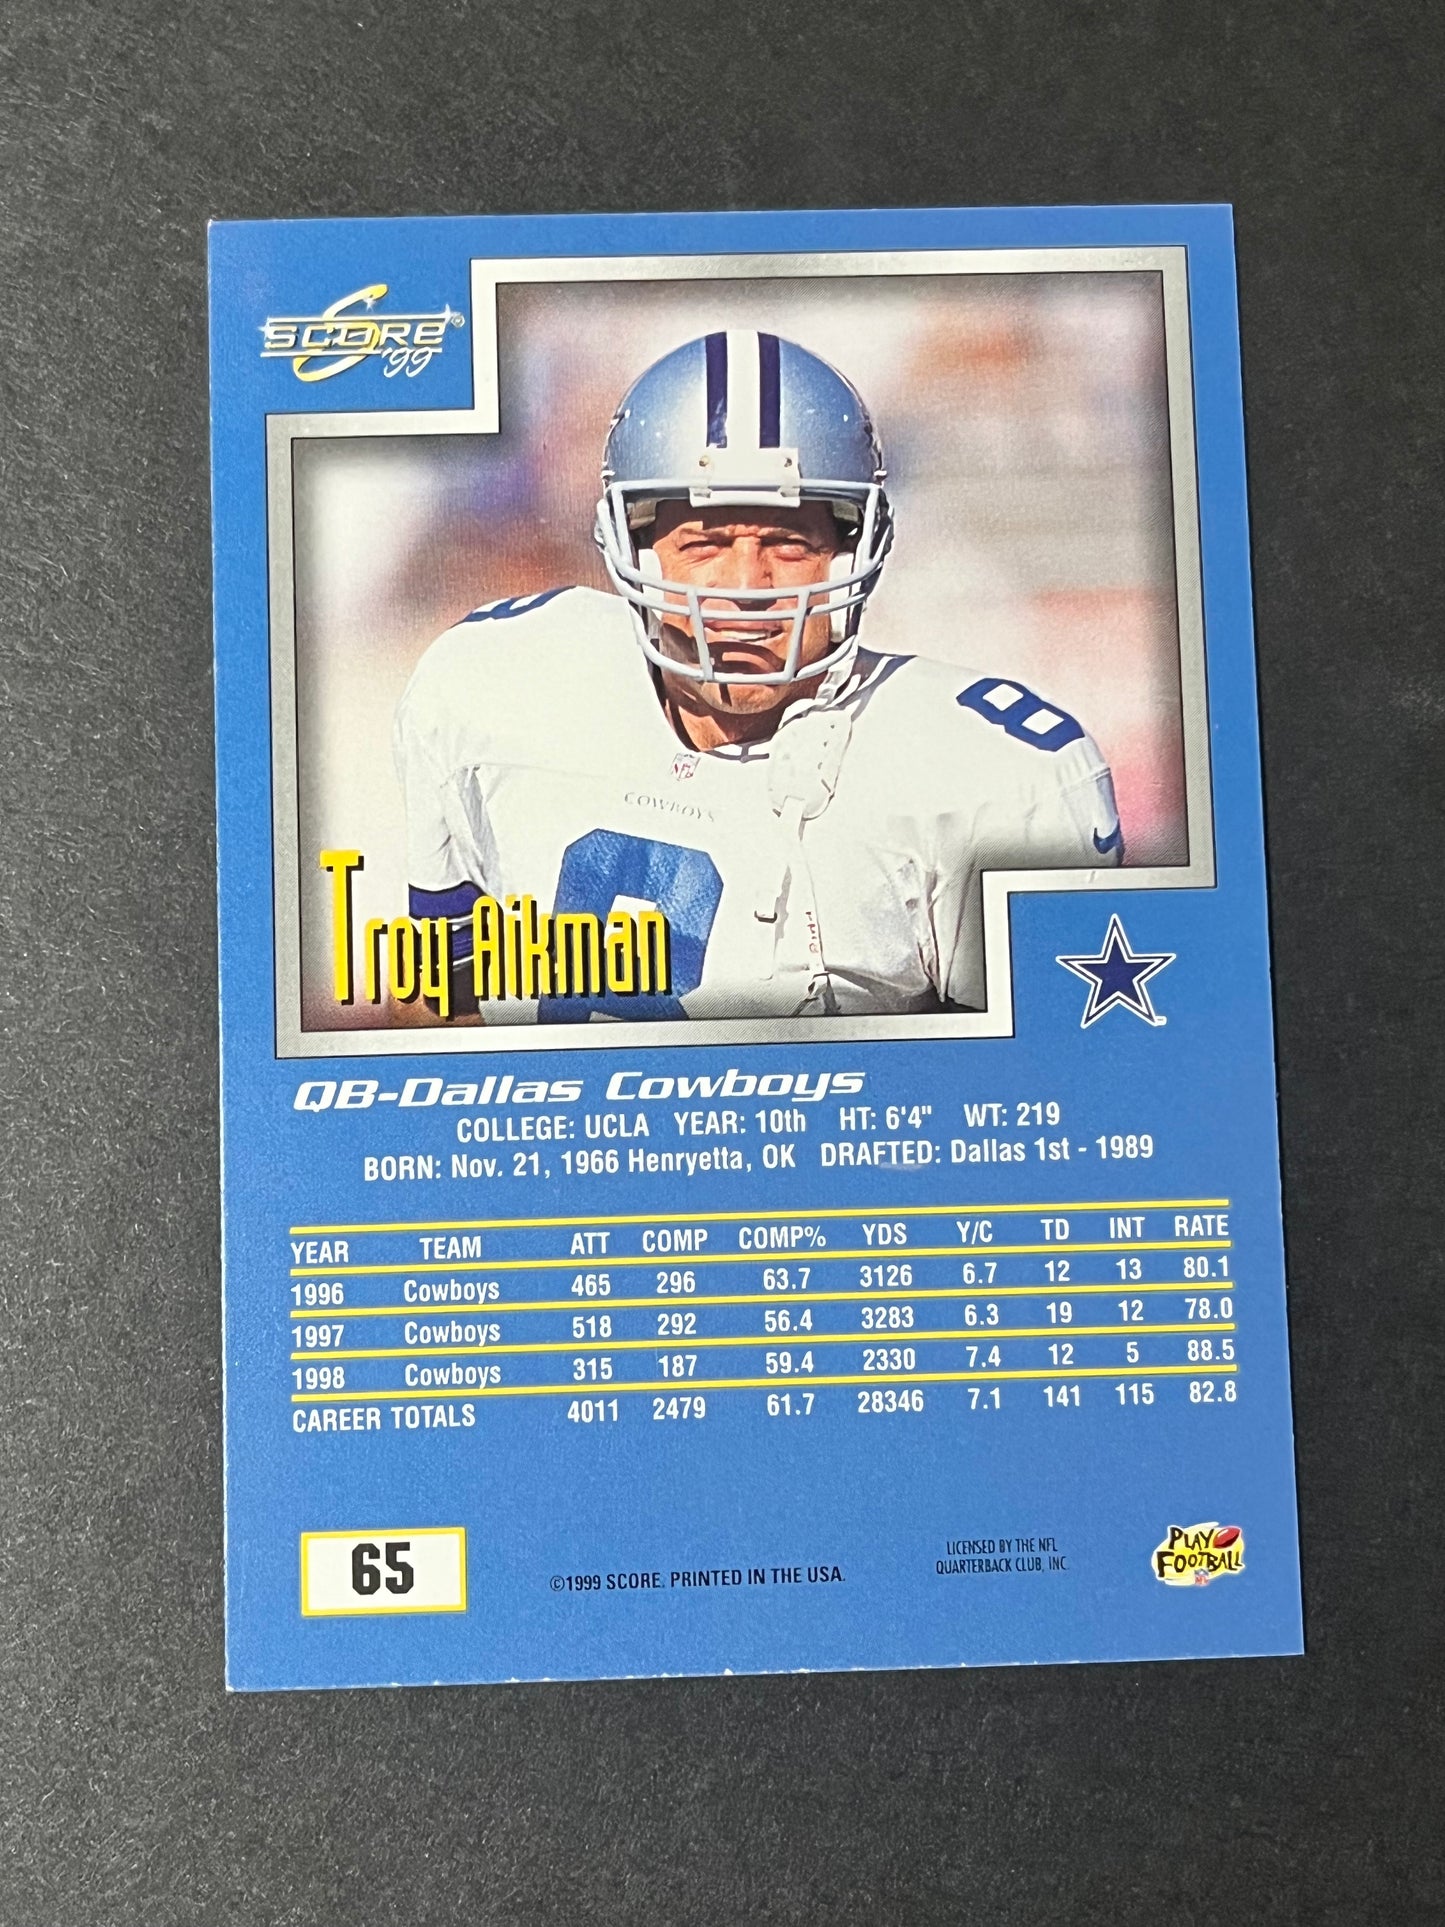 SCORE ®
'99
8
NFL
COWBOYS
8
Troy Aikman
QB-Dallas Cowboys
COLLEGE: UCLA YEAR: 10th HT: 6'4" WT: 219
BORN: Nov. 21, 1966 Henryetta, OK DRAFTED: Dallas 1st - 1989
YEAR TEAM ATT COMP COMP% YDS Y/C TD INT RATE
1996 Cowboys 465 296 63.7 3126 6.7 12 13 80.1
1997 Cowboys 518 292 56.4 3283 6.3 19 12 78.0
1998 Cowboys 315 187 59.4 2330 7.4 12 5 88.5
CAREER TOTALS 4011 2479 61.7 28346 7.1 141 115 82.8
65
©1999 SCORE. PRINTED IN THE USA.
LICENSED BY THE NFL
QUARTERBACK CLUB, INC.
PLAY
FOOTBALL